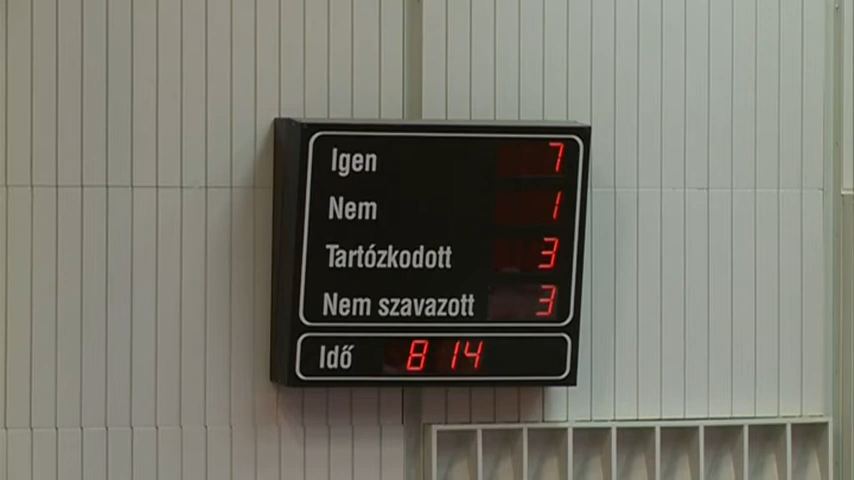 Igen 7
Nem 1
Tartózkodott 3
Nem szavazott 3
Idő 8 14